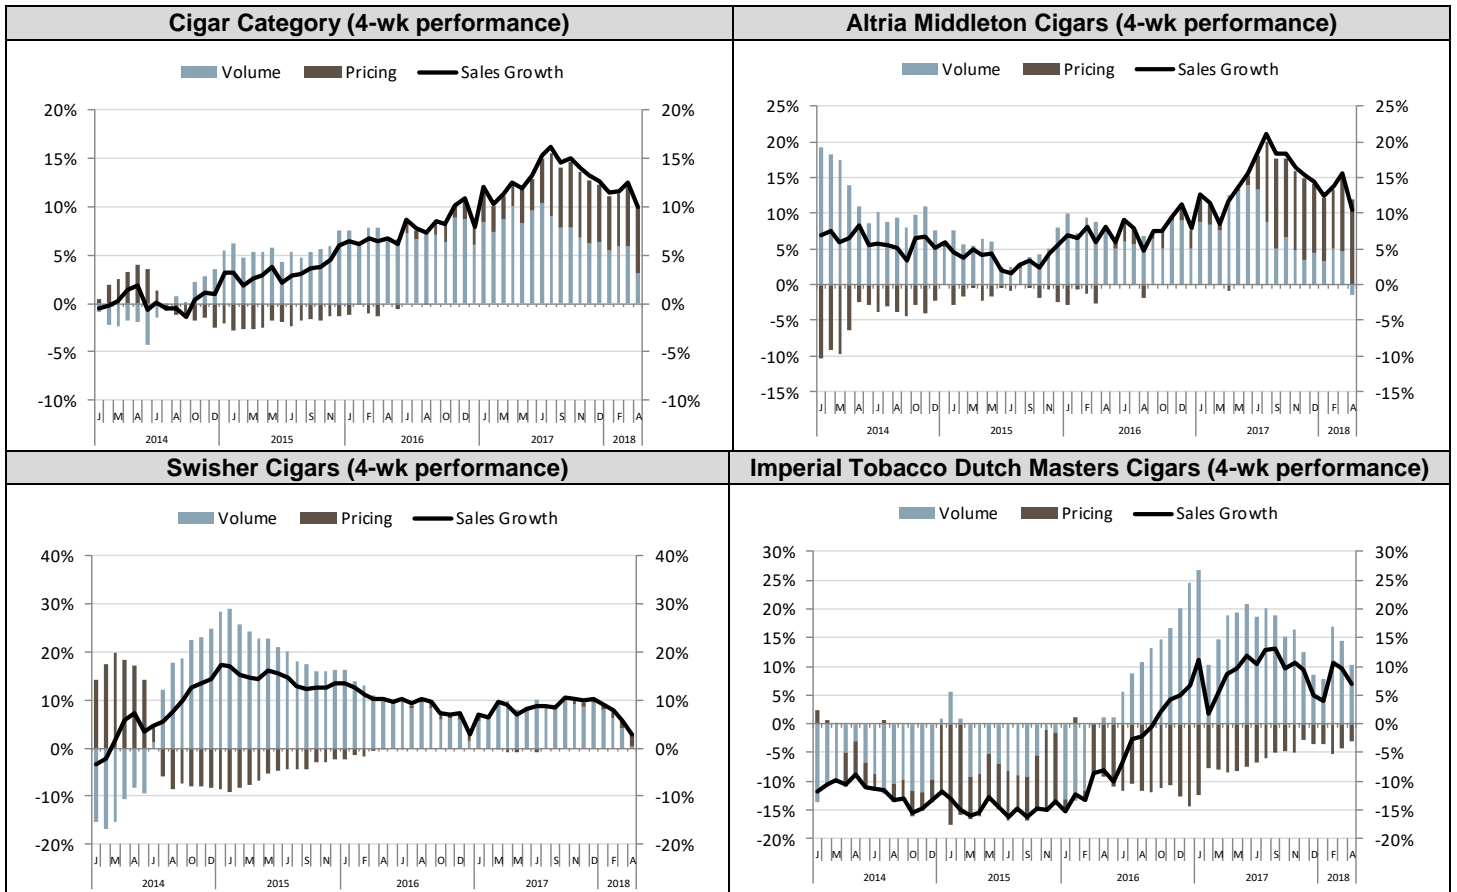 Cigar Category (4-wk performance)
Volume Pricing Sales Growth
20% 20%
15% 15%
10% 10%
5% 5%
0% 0%
-5% -5%
-10% -10%
J M A J A O D J M M J S N J F A J A O D J M M J S N D F A
2014 2015 2016 2017 2018
Altria Middleton Cigars (4-wk performance)
Volume Pricing Sales Growth
25% 25%
20% 20%
15% 15%
10% 10%
5% 5%
0% 0%
-5% -5%
-10% -10%
-15% -15%
J M A J A O D J M M J S N J F A J A O D J M M J S N D F A
2014 2015 2016 2017 2018
Swisher Cigars (4-wk performance)
Volume Pricing Sales Growth
40% 40%
30% 30%
20% 20%
10% 10%
0% 0%
-10% -10%
-20% -20%
J M A J A O D J M M J S N J F A J A O D J M M J S N D F A
2014 2015 2016 2017 2018
Imperial Tobacco Dutch Masters Cigars (4-wk performance)
Volume Pricing Sales Growth
30% 30%
25% 25%
20% 20%
15% 15%
10% 10%
5% 5%
0% 0%
-5% -5%
-10% -10%
-15% -15%
-20% -20%
J M A J A O D J M M J S N J F A J A O D J M M J S N D F A
2014 2015 2016 2017 2018